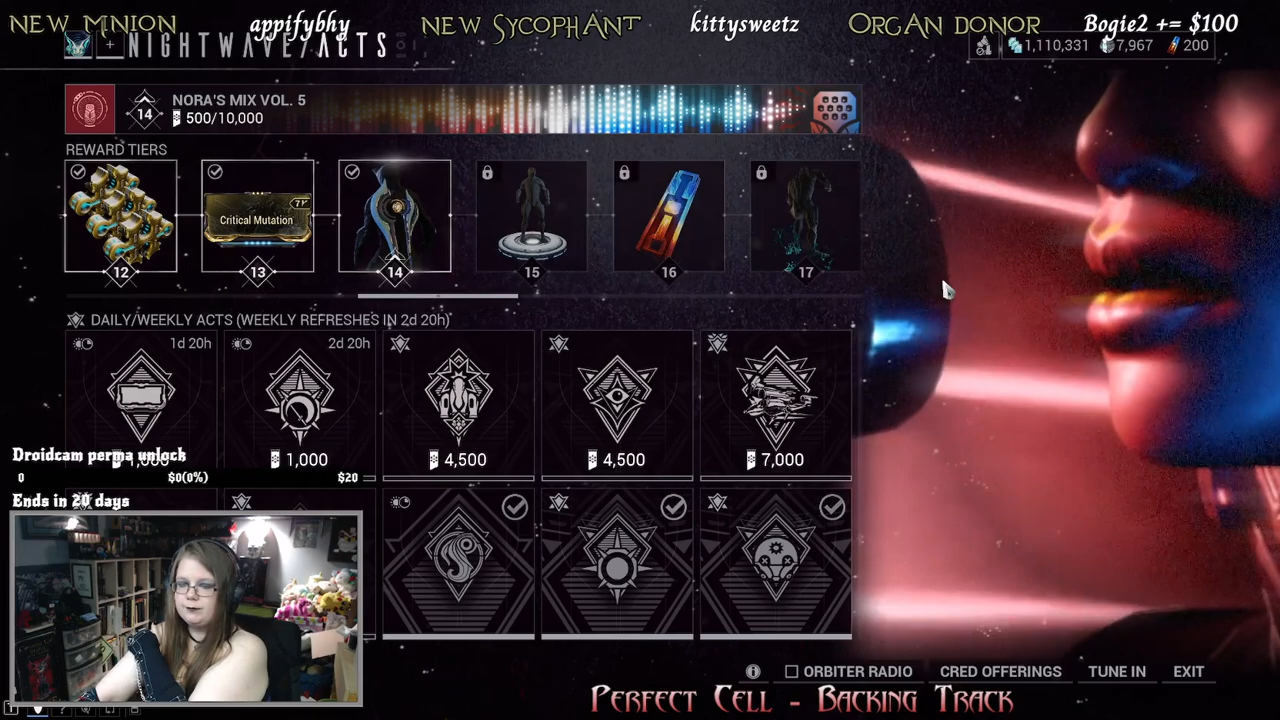 NEW MINION appifybhy NEW SYCOPHANT kittysweetz ORGAN DONOR Bogie2 += $100
NIGHTWAVE/ACTS
1,110,331 7,967 200
14 NORA'S MIX VOL. 5
500/10,000
REWARD TIERS
Critical Mutation 7
12 13 14 15 16 17
DAILY/WEEKLY ACTS (WEEKLY REFRESHES IN 2d 20h)
1d 20h 2d 20h
1,000 1,000 4,500 4,500 7,000
Droidcam perma unlock
0 $0(0%) $20
Ends in 20 days
ORBITER RADIO CRED OFFERINGS TUNE IN EXIT
Perfect Cell - Backing Track